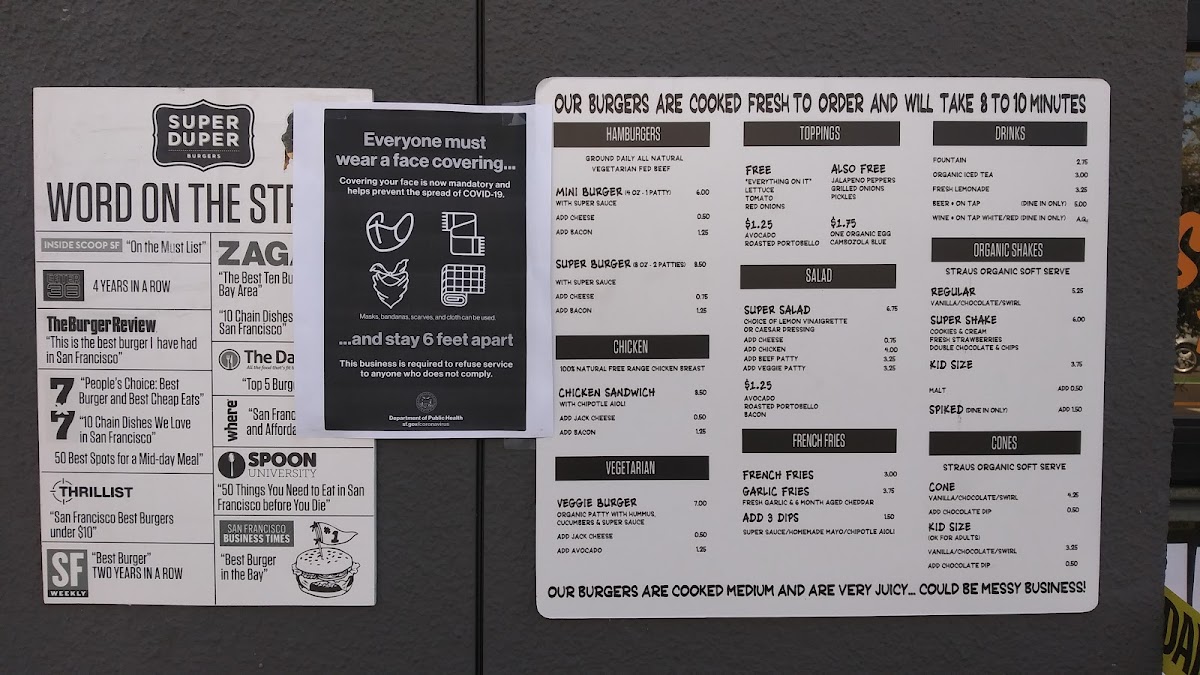 SUPER
DUPER
BURGERS
WORD ON THE
INSIDE SCOOP SF "On the Must List"
EATER
38
4 YEARS IN A ROW
TheBurgerReview
"This is the best burger I have had
in San Francisco"
7
"People's Choice: Best
Burger and Best Cheap Eats"
7
"10 Chain Dishes We Love
in San Francisco"
50 Best Spots for a Mid-day Meal"
THRILLIST
"San Francisco Best Burgers
under $10"
SF
WEEKLY
"Best Burger"
TWO YEARS IN A ROW
"The Best Ten
Bay Area"
"10 Chain Dishes
San Francisco"
The
"Top 5
where
"San
and
SPOON
UNIVERSITY
"50 Things You Need to Eat in San
Francisco before You Die"
SAN FRANCISCO
BUSINESS TIMES
"Best Burger
in the Bay"
#1
Everyone must
wear a face covering...
Covering your face is now mandatory and
helps prevent the spread of COVID-19.
Masks, bandanas, scarves, and cloth can be used.
...and stay 6 feet apart
This business is required to refuse service
to anyone who does not comply.
Department of Public Health
sf.gov/coronavirus
OUR BURGERS ARE COOKED FRESH TO ORDER AND WILL TAKE 8 TO 10 MINUTES
HAMBURGERS
GROUND DAILY ALL NATURAL
VEGETARIAN FED BEEF
MINI BURGER (4 OZ - 1 PATTY) 6.00
WITH SUPER SAUCE
ADD CHEESE 0.50
ADD BACON 1.25
SUPER BURGER (8 OZ - 2 PATTIES) 8.50
WITH SUPER SAUCE
ADD CHEESE 0.75
ADD BACON 1.25
CHICKEN
100% NATURAL FREE RANGE CHICKEN BREAST
CHICKEN SANDWICH 8.50
WITH CHIPOTLE AIOLI
ADD JACK CHEESE 0.50
ADD BACON 1.25
VEGETARIAN
VEGGIE BURGER 7.00
ORGANIC PATTY WITH HUMMUS,
CUCUMBERS & SUPER SAUCE
ADD JACK CHEESE 0.50
ADD AVOCADO 1.25
TOPPINGS
FREE
"EVERYTHING ON IT"
LETTUCE
TOMATO
RED ONIONS
ALSO FREE
JALAPENO PEPPERS
GRILLED ONIONS
PICKLES
$1.25
AVOCADO
ROASTED PORTOBELLO
$1.75
ONE ORGANIC EGG
CAMBOZOLA BLUE
SALAD
SUPER SALAD 6.75
CHOICE OF LEMON VINAIGRETTE
OR CAESAR DRESSING
ADD CHEESE 0.75
ADD CHICKEN 4.00
ADD BEEF PATTY 3.25
ADD VEGGIE PATTY 3.25
$1.25
AVOCADO
ROASTED PORTOBELLO
BACON
FRENCH FRIES
FRENCH FRIES 3.00
GARLIC FRIES 3.75
FRESH GARLIC & 6 MONTH AGED CHEDDAR
ADD 3 DIPS 1.50
SUPER SAUCE/HOMEMADE MAYO/CHIPOTLE AIOLI
DRINKS
FOUNTAIN 2.75
ORGANIC ICED TEA 3.00
FRESH LEMONADE 3.25
BEER • ON TAP (DINE IN ONLY) 5.00
WINE • ON TAP WHITE/RED (DINE IN ONLY) A.Q.
ORGANIC SHAKES
STRAUS ORGANIC SOFT SERVE
REGULAR 5.25
VANILLA/CHOCOLATE/SWIRL
SUPER SHAKE 6.00
COOKIES & CREAM
FRESH STRAWBERRIES
DOUBLE CHOCOLATE & CHIPS
KID SIZE 3.75
MALT ADD 0.50
SPIKED (DINE IN ONLY) ADD 1.50
CONES
STRAUS ORGANIC SOFT SERVE
CONE
VANILLA/CHOCOLATE/SWIRL 4.25
ADD CHOCOLATE DIP 0.50
KID SIZE
(OK FOR ADULTS)
VANILLA/CHOCOLATE/SWIRL 3.25
ADD CHOCOLATE DIP 0.50
OUR BURGERS ARE COOKED MEDIUM AND ARE VERY JUICY... COULD BE MESSY BUSINESS!